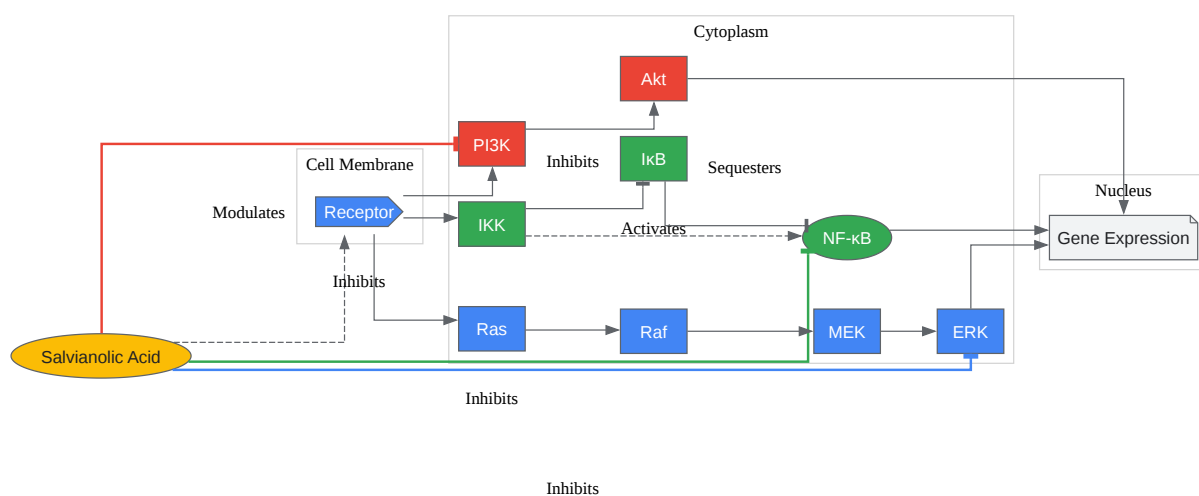 Cytoplasm
Akt
PI3K
Inhibits
IκB
Sequesters
Cell Membrane
Nucleus
Modulates
Receptor
IKK
Activates
NF-κB
Gene Expression
Inhibits
Ras
Raf
MEK
ERK
Salvianolic Acid
Inhibits
Inhibits